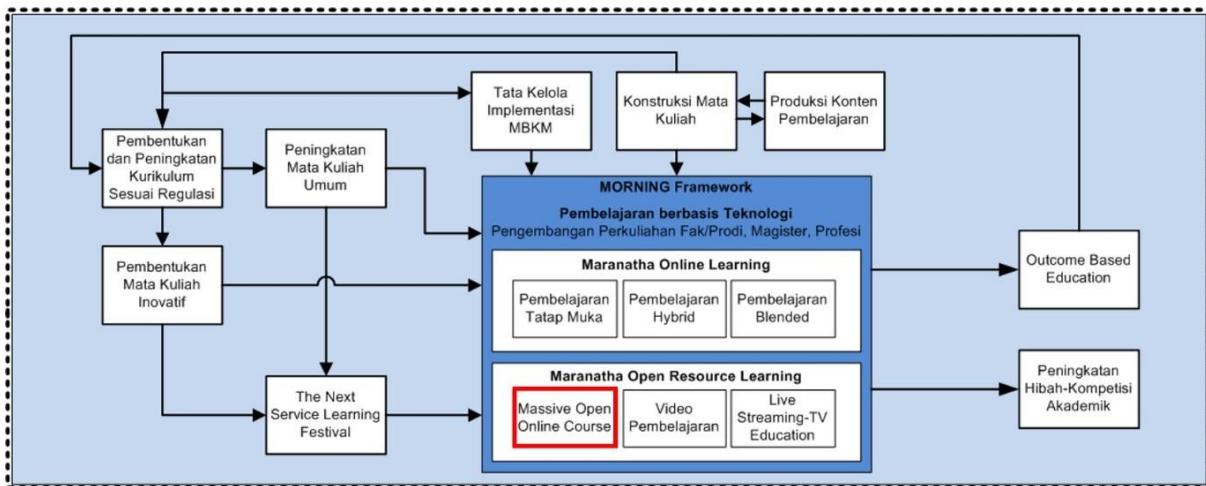 Tata Kelola
Implementasi
MBKM
Konstruksi Mata
Kuliah
Produksi Konten
Pembelajaran
Pembentukan
dan Peningkatan
Kurikulum
Sesuai Regulasi
Peningkatan
Mata Kuliah
Umum
MORNING Framework
Pembelajaran berbasis Teknologi
Pengembangan Perkuliahan Fak/Prodi, Magister, Profesi
Pembentukan
Mata Kuliah
Inovatif
Maranatha Online Learning
Pembelajaran
Tatap Muka
Pembelajaran
Hybrid
Pembelajaran
Blended
Outcome Based
Education
The Next
Service Learning
Festival
Maranatha Open Resource Learning
Massive Open
Online Course
Video
Pembelajaran
Live
Streaming-TV
Education
Peningkatan
Hibah-Kompetisi
Akademik